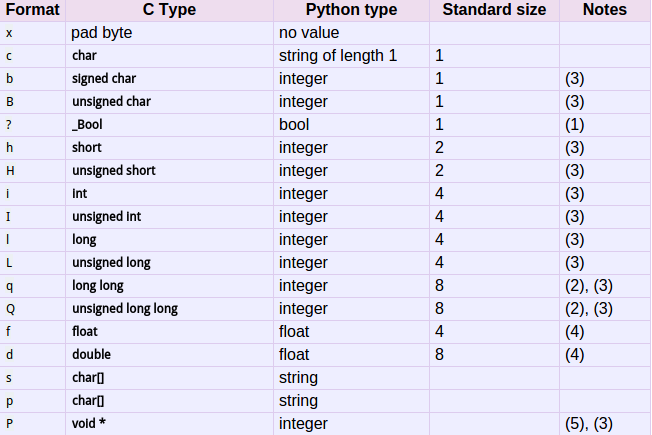 Format C Type Python type Standard size Notes
x pad byte no value
c char string of length 1 1
b signed char integer 1 (3)
B unsigned char integer 1 (3)
? _Bool bool 1 (1)
h short integer 2 (3)
H unsigned short integer 2 (3)
i int integer 4 (3)
I unsigned int integer 4 (3)
l long integer 4 (3)
L unsigned long integer 4 (3)
q long long integer 8 (2), (3)
Q unsigned long long integer 8 (2), (3)
f float float 4 (4)
d double float 8 (4)
s char[] string
p char[] string
P void * integer (5), (3)